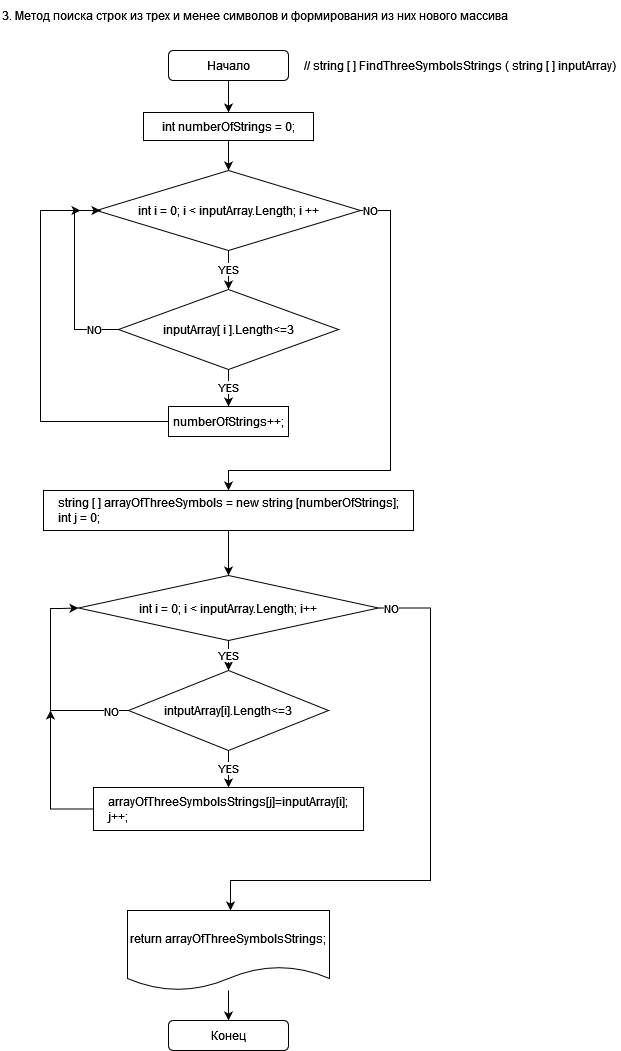 3. Метод поиска строк из трех и менее символов и формирования из них нового массива
Начало
// string [ ] FindThreeSymbolsStrings ( string [ ] inputArray)
int numberOfStrings = 0;
int i = 0; i < inputArray.Length; i ++
NO
YES
inputArray[ i ].Length<=3
NO
YES
numberOfStrings++;
string [ ] arrayOfThreeSymbols = new string [numberOfStrings];
int j = 0;
int i = 0; i < inputArray.Length; i++
NO
YES
intputArray[i].Length<=3
NO
YES
arrayOfThreeSymbolsStrings[j]=inputArray[i];
j++;
return arrayOfThreeSymbolsStrings;
Конец